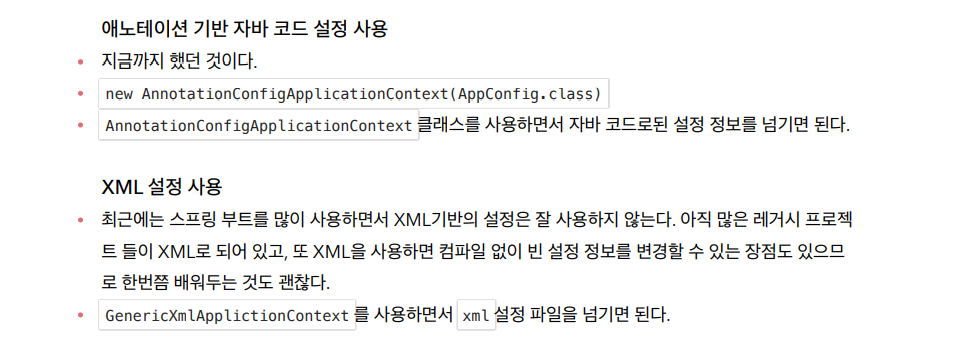 애노테이션 기반 자바 코드 설정 사용
• 지금까지 했던 것이다.
• new AnnotationConfigApplicationContext(AppConfig.class)
• AnnotationConfigApplicationContext 클래스를 사용하면서 자바 코드로된 설정 정보를 넘기면 된다.
XML 설정 사용
• 최근에는 스프링 부트를 많이 사용하면서 XML기반의 설정은 잘 사용하지 않는다. 아직 많은 레거시 프로젝
트 들이 XML로 되어 있고, 또 XML을 사용하면 컴파일 없이 빈 설정 정보를 변경할 수 있는 장점도 있으므
로 한번쯤 배워두는 것도 괜찮다.
• GenericXmlApplictionContext 를 사용하면서 xml 설정 파일을 넘기면 된다.